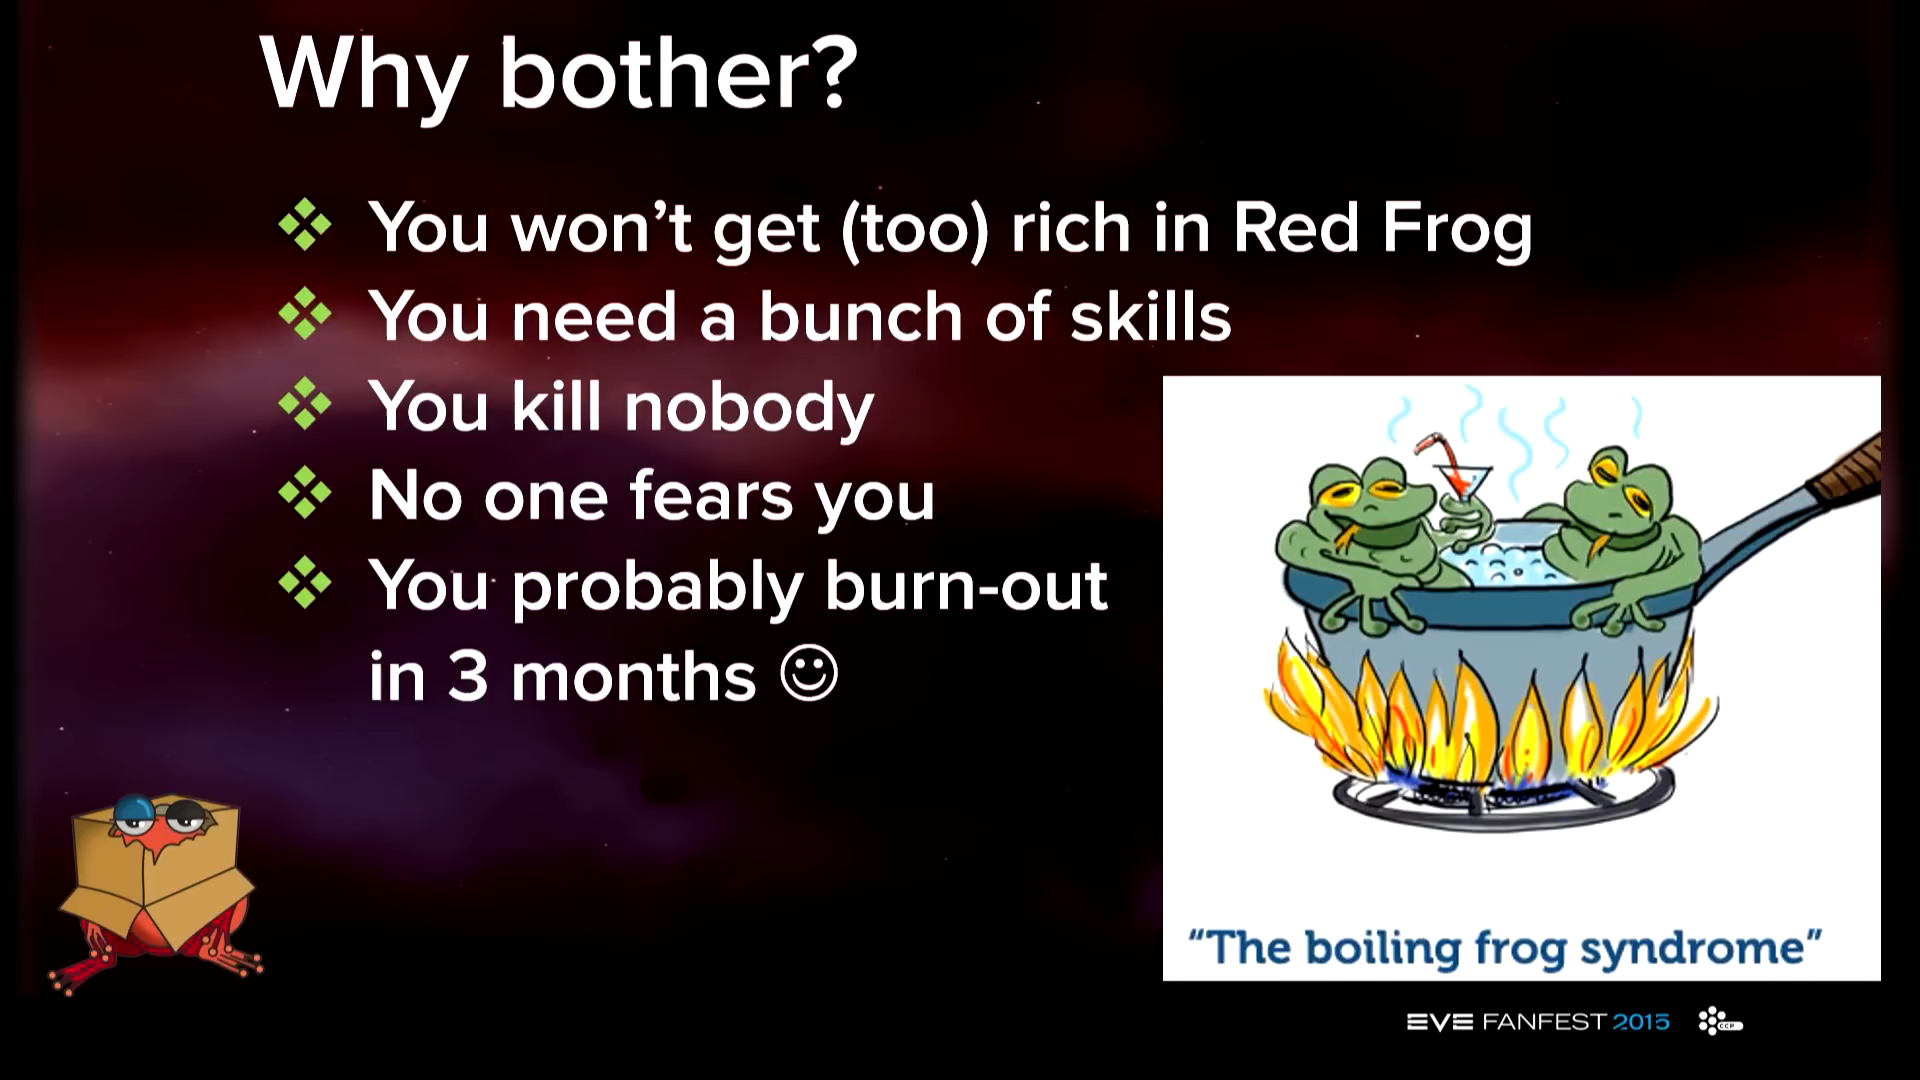 Why bother?
You won’t get (too) rich in Red Frog
You need a bunch of skills
You kill nobody
No one fears you
You probably burn-out
in 3 months ☺
“The boiling frog syndrome”
EVE FANFEST 2015
CCP